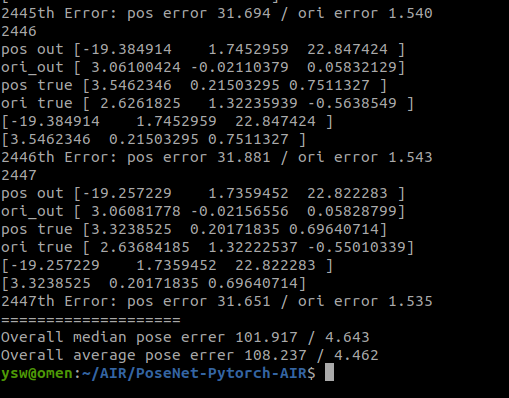 2445th Error: pos error 31.694 / ori error 1.540
2446
pos out [-19.384914    1.7452959  22.847424 ]
ori_out [ 3.06100424 -0.02110379  0.05832129]
pos true [3.5462346  0.21503295 0.7511327 ]
ori true [ 2.6261825   1.32235939 -0.5638549 ]
[-19.384914    1.7452959  22.847424 ]
[3.5462346  0.21503295 0.7511327 ]
2446th Error: pos error 31.881 / ori error 1.543
2447
pos out [-19.257229    1.7359452  22.822283 ]
ori_out [ 3.06081778 -0.02156556  0.05828799]
pos true [3.3238525  0.20171835 0.69640714]
ori true [ 2.63684185  1.32222537 -0.55010339]
[-19.257229    1.7359452  22.822283 ]
[3.3238525  0.20171835 0.69640714]
2447th Error: pos error 31.651 / ori error 1.535
====================
Overall median pose errer 101.917 / 4.643
Overall average pose errer 108.237 / 4.462
ysw@omen:~/AIR/PoseNet-Pytorch-AIR$